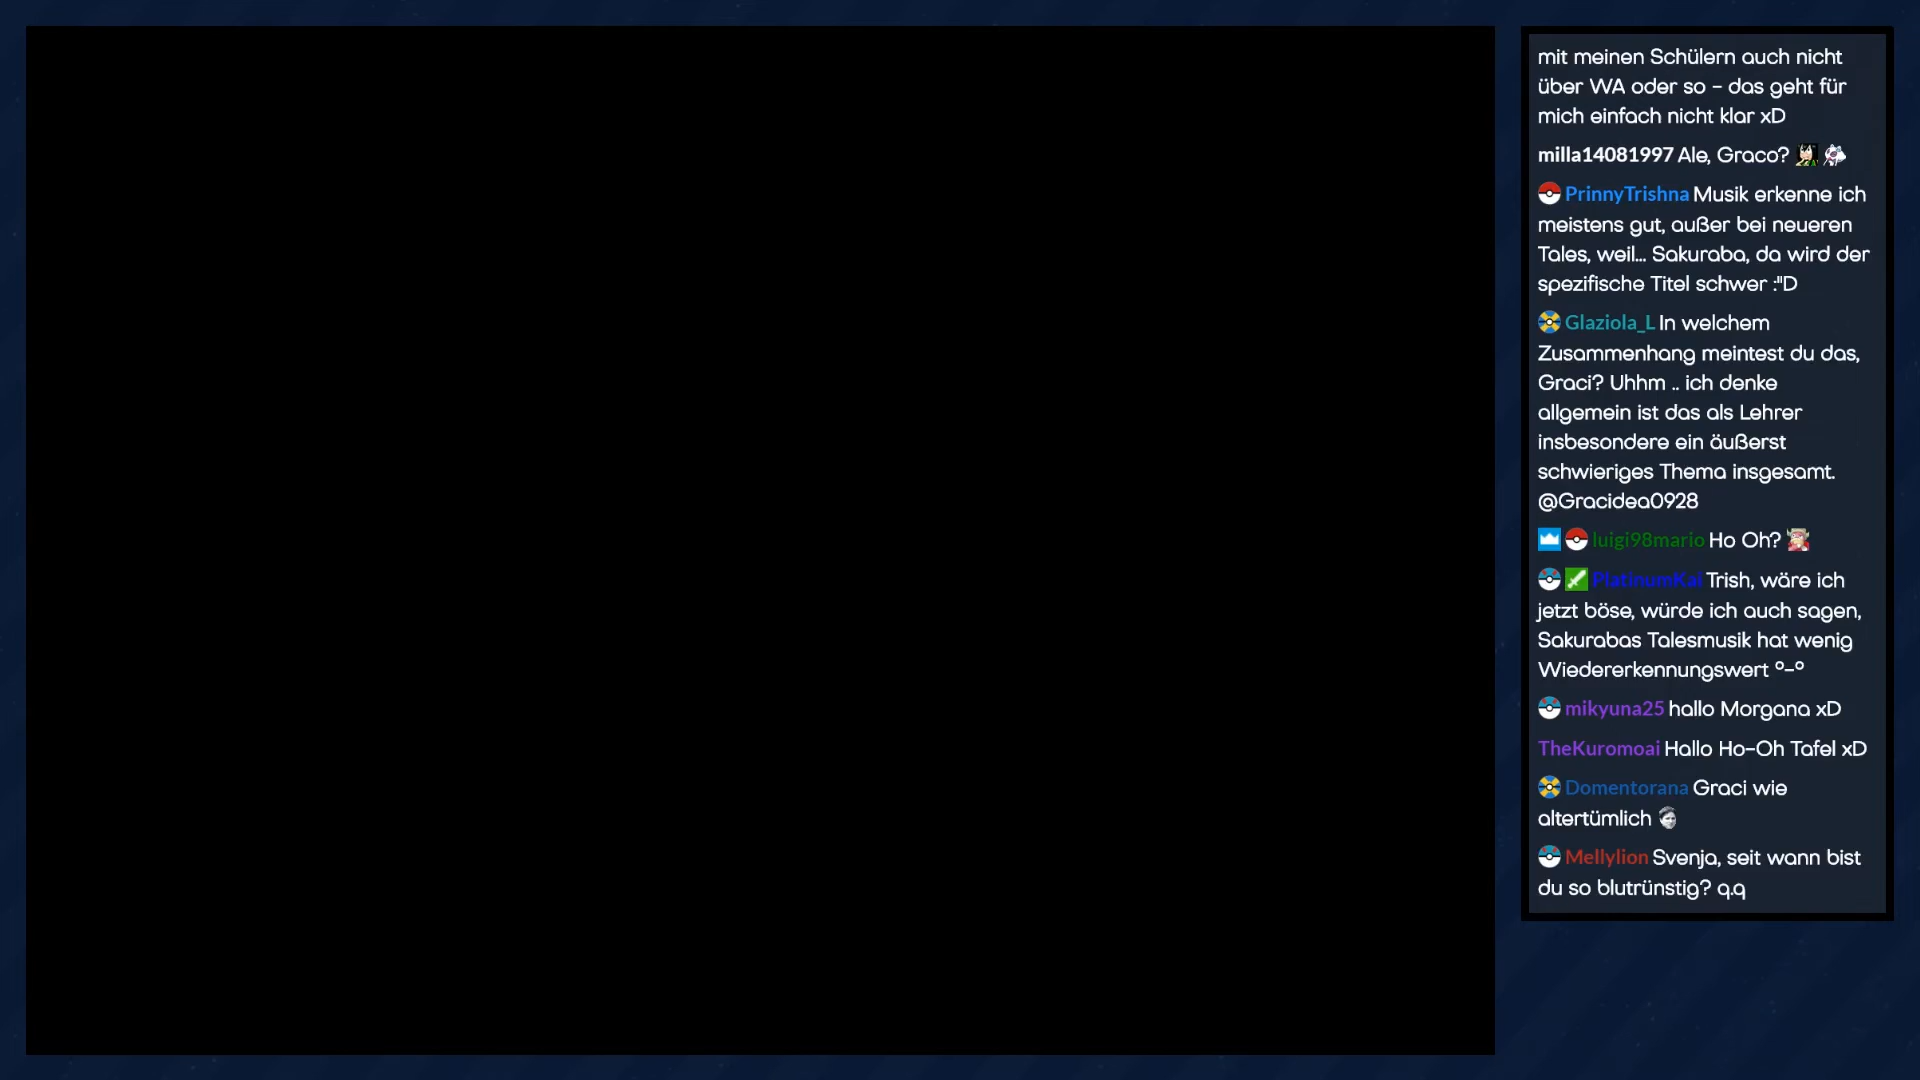 mit meinen Schülern auch nicht
über WA oder so - das geht für
mich einfach nicht klar xD
milla14081997 Ale, Graco?
PrinnyTrishna Musik erkenne ich
meistens gut, außer bei neueren
Tales, weil... Sakuraba, da wird der
spezifische Titel schwer :"D
Glaziola_L In welchem
Zusammenhang meintest du das,
Graci? Uhhm .. ich denke
allgemein ist das als Lehrer
insbesondere ein äußerst
schwieriges Thema insgesamt.
@Gracidea0928
luigi98mario Ho Oh?
PlatinumKai Trish, wäre ich
jetzt böse, würde ich auch sagen,
Sakurabas Talesmusik hat wenig
Wiedererkennungswert °-°
mikyuna25 hallo Morgana xD
TheKuromoai Hallo Ho-Oh Tafel xD
Domentorana Graci wie
altertümlich
Mellylion Svenja, seit wann bist
du so blutrünstig? q.q